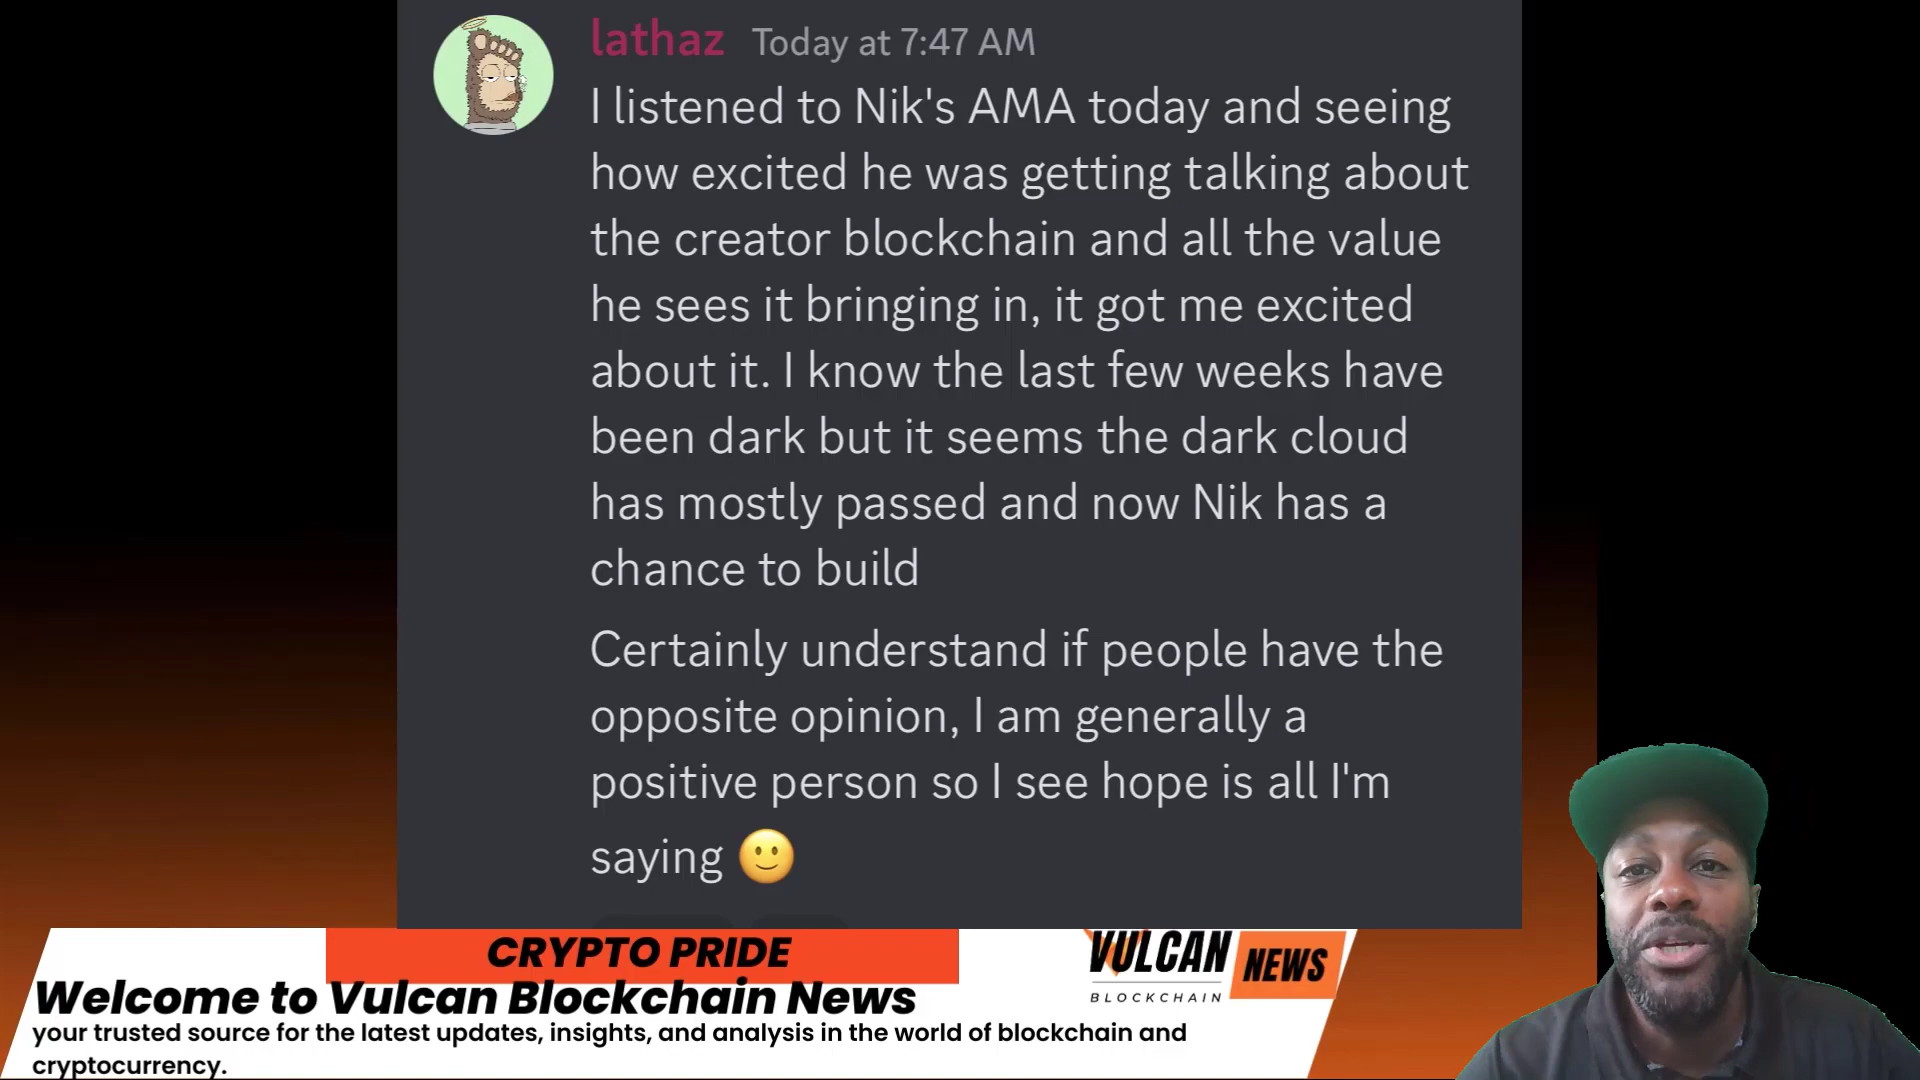 lathaz Today at 7:47 AM
I listened to Nik's AMA today and seeing
how excited he was getting talking about
the creator blockchain and all the value
he sees it bringing in, it got me excited
about it. I know the last few weeks have
been dark but it seems the dark cloud
has mostly passed and now Nik has a
chance to build
Certainly understand if people have the
opposite opinion, I am generally a
positive person so I see hope is all I'm
saying 🙂
CRYPTO PRIDE
Welcome to Vulcan Blockchain News
your trusted source for the latest updates, insights, and analysis in the world of blockchain and
cryptocurrency.
VULCAN
BLOCKCHAIN
NEWS